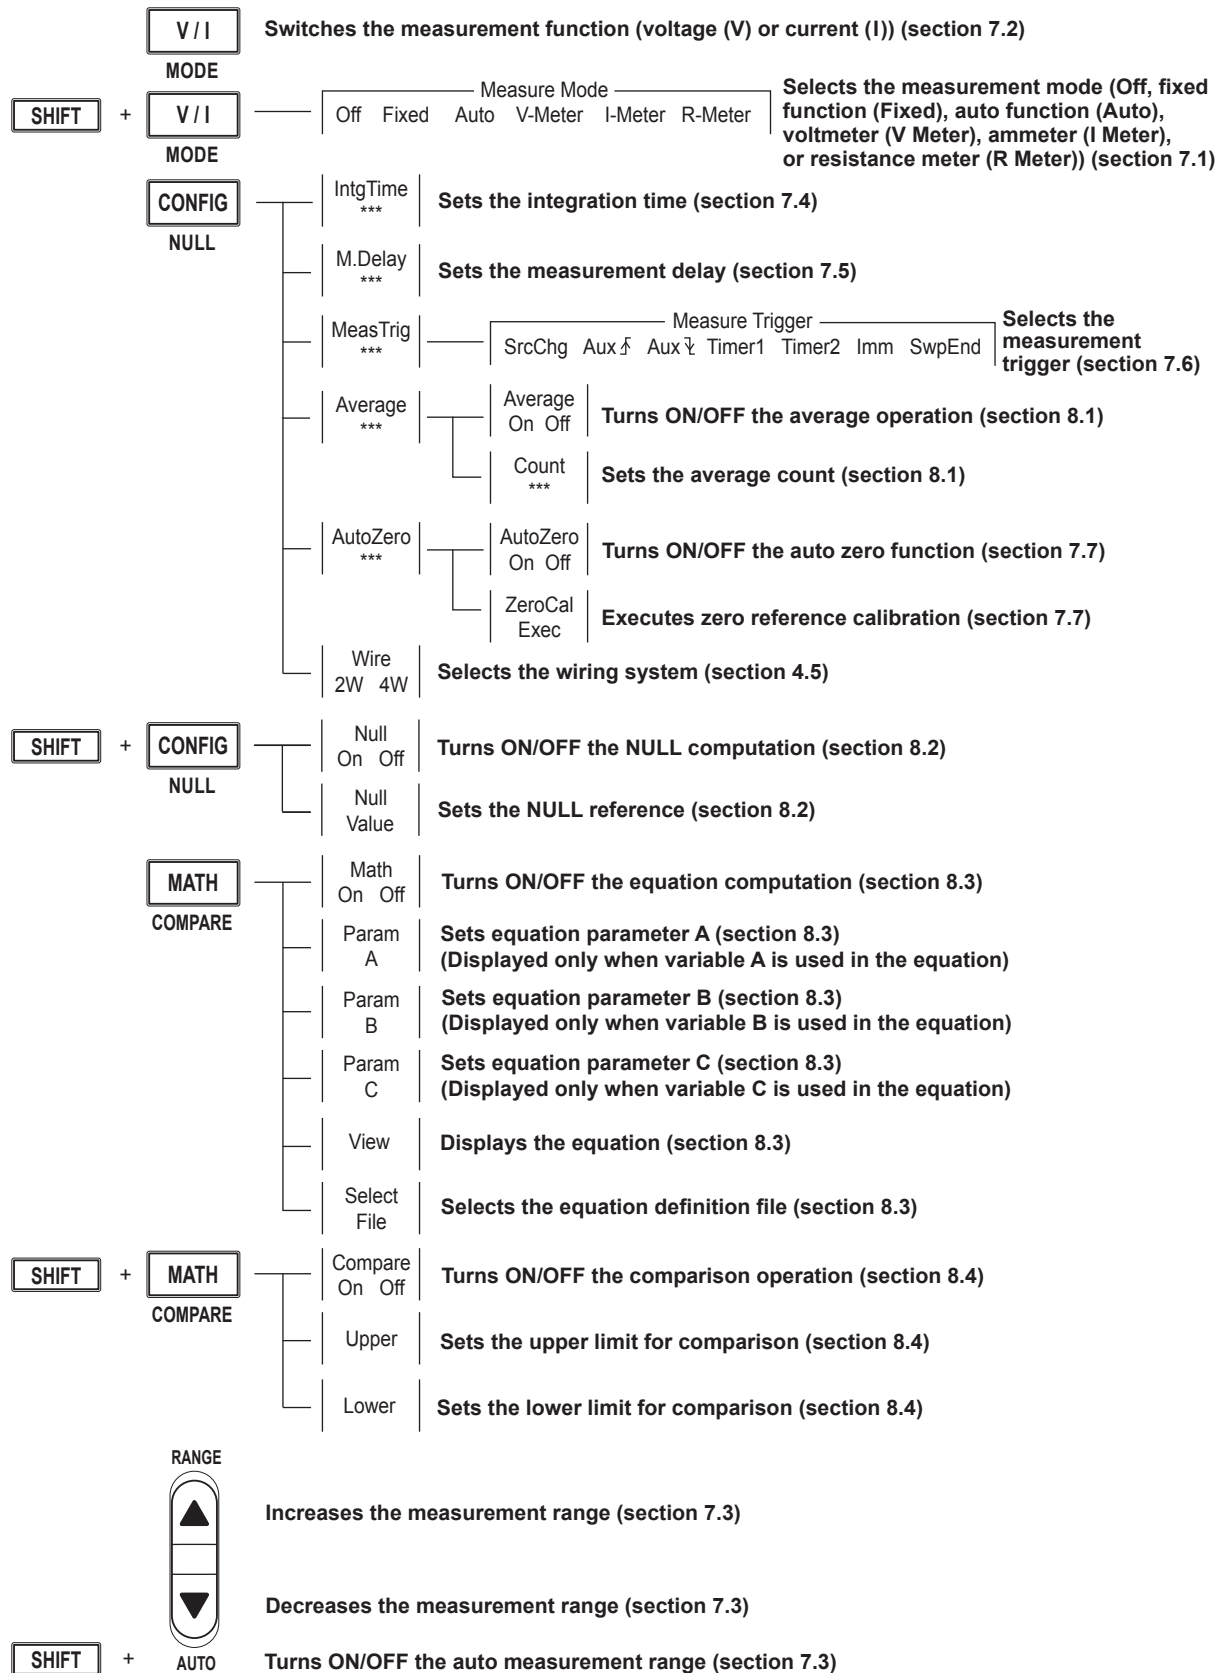 V / I
Switches the measurement function (voltage (V) or current (I)) (section 7.2)
MODE
SHIFT + V / I
MODE
Measure Mode
Off Fixed Auto V-Meter I-Meter R-Meter
Selects the measurement mode (Off, fixed
function (Fixed), auto function (Auto),
voltmeter (V Meter), ammeter (I Meter),
or resistance meter (R Meter)) (section 7.1)
CONFIG
NULL
IntgTime
***
Sets the integration time (section 7.4)
M.Delay
***
Sets the measurement delay (section 7.5)
MeasTrig
***
Measure Trigger
SrcChg Aux Aux Timer1 Timer2 Imm SwpEnd
Selects the
measurement
trigger (section 7.6)
Average
***
Average
On Off
Turns ON/OFF the average operation (section 8.1)
Count
***
Sets the average count (section 8.1)
AutoZero
***
AutoZero
On Off
Turns ON/OFF the auto zero function (section 7.7)
ZeroCal
Exec
Executes zero reference calibration (section 7.7)
Wire
2W 4W
Selects the wiring system (section 4.5)
SHIFT + CONFIG
NULL
Null
On Off
Turns ON/OFF the NULL computation (section 8.2)
Null
Value
Sets the NULL reference (section 8.2)
MATH
COMPARE
Math
On Off
Turns ON/OFF the equation computation (section 8.3)
Param
A
Sets equation parameter A (section 8.3)
(Displayed only when variable A is used in the equation)
Param
B
Sets equation parameter B (section 8.3)
(Displayed only when variable B is used in the equation)
Param
C
Sets equation parameter C (section 8.3)
(Displayed only when variable C is used in the equation)
View
Displays the equation (section 8.3)
Select
File
Selects the equation definition file (section 8.3)
SHIFT + MATH
COMPARE
Compare
On Off
Turns ON/OFF the comparison operation (section 8.4)
Upper
Sets the upper limit for comparison (section 8.4)
Lower
Sets the lower limit for comparison (section 8.4)
RANGE
Increases the measurement range (section 7.3)
Decreases the measurement range (section 7.3)
SHIFT + AUTO
Turns ON/OFF the auto measurement range (section 7.3)